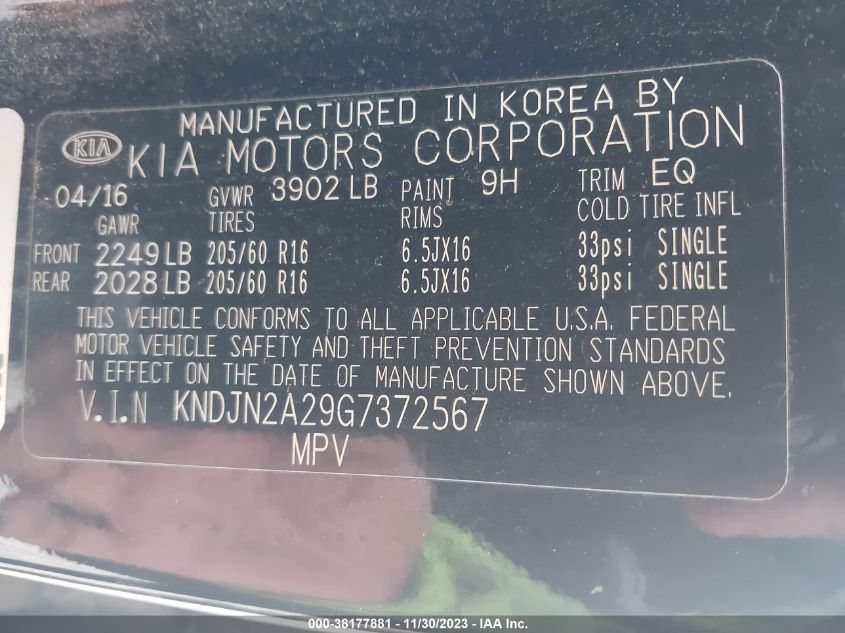 MANUFACTURED IN KOREA BY
KIA KIA MOTORS CORPORATION
04/16 GVWR 3902 LB PAINT 9H TRIM EQ
GAWR TIRES RIMS COLD TIRE INFL
FRONT 2249 LB 205/60 R16 6.5JX16 33psi SINGLE
REAR 2028 LB 205/60 R16 6.5JX16 33psi SINGLE
THIS VEHICLE CONFORMS TO ALL APPLICABLE U.S.A. FEDERAL
MOTOR VEHICLE SAFETY AND THEFT PREVENTION STANDARDS
IN EFFECT ON THE DATE OF MANUFACTURE SHOWN ABOVE.
V.I.N KNDJN2A29G7372567
MPV
000-38177881 - 11/30/2023 - IAA Inc.